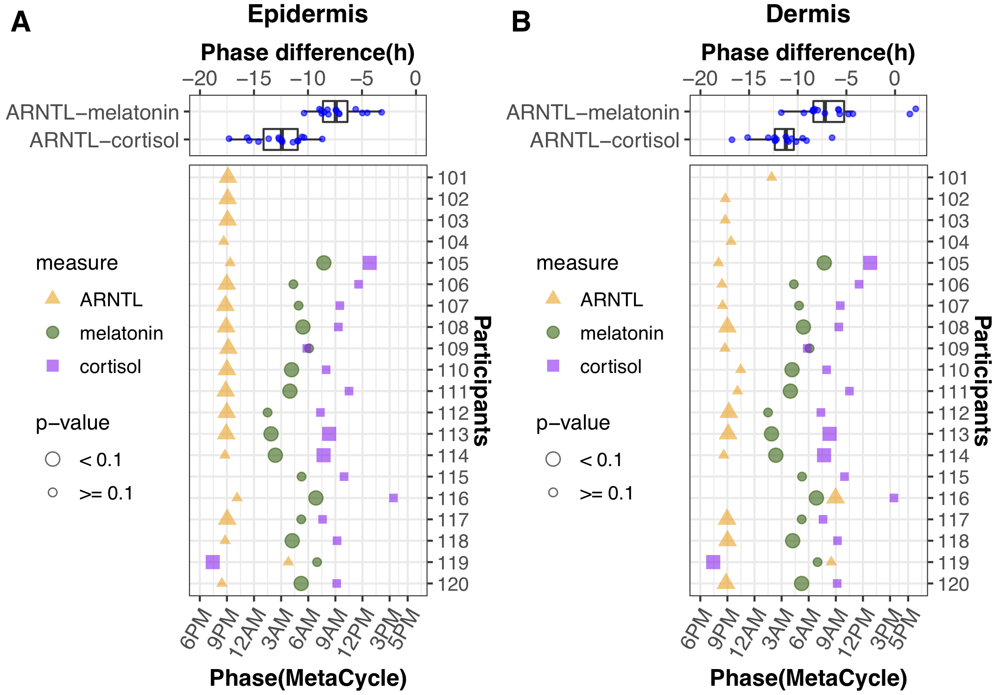 A
Epidermis
Phase difference(h)
−20 −15 −10 −5 0
ARNTL−melatonin
ARNTL−cortisol
101
102
103
104
105
106
107
108
109
110
111
112
113
114
115
116
117
118
119
120
Participants
measure
ARNTL
melatonin
cortisol
p−value
< 0.1
>= 0.1
6PM 9PM 12AM 3AM 6AM 9AM 12PM 3PM 5PM
Phase(MetaCycle)
B
Dermis
Phase difference(h)
−20 −15 −10 −5 0
ARNTL−melatonin
ARNTL−cortisol
101
102
103
104
105
106
107
108
109
110
111
112
113
114
115
116
117
118
119
120
Participants
measure
ARNTL
melatonin
cortisol
p−value
< 0.1
>= 0.1
6PM 9PM 12AM 3AM 6AM 9AM 12PM 3PM 5PM
Phase(MetaCycle)